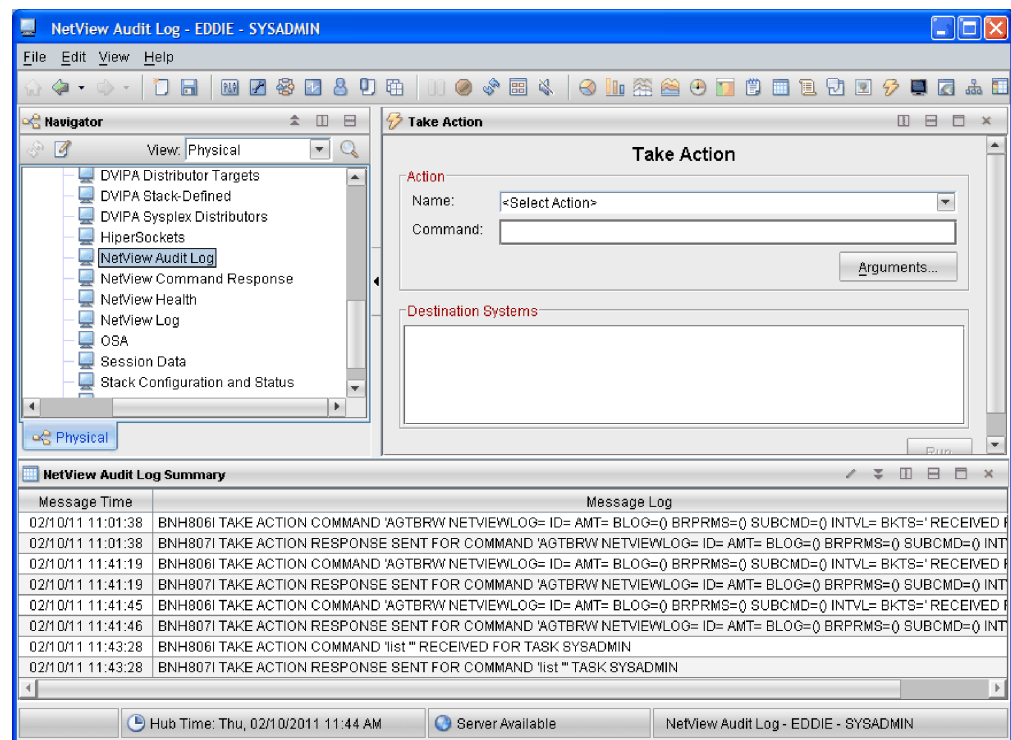 NetView Audit Log - EDDIE - SYSADMIN
File Edit View Help
Navigator
View: Physical
DVIPA Distributor Targets
DVIPA Stack-Defined
DVIPA Sysplex Distributors
HiperSockets
NetView Audit Log
NetView Command Response
NetView Health
NetView Log
OSA
Session Data
Stack Configuration and Status
Physical
Take Action
Take Action
Action
Name: <Select Action>
Command:
Arguments...
Destination Systems
Run
NetView Audit Log Summary
Message Time Message Log
02/10/11 11:01:38 BNH806I TAKE ACTION COMMAND 'AGTBRW NETVIEWLOG= ID= AMT= BLOG=() BRPRMS=() SUBCMD=() INTVL= BKTS=' RECEIVED
02/10/11 11:01:38 BNH807I TAKE ACTION RESPONSE SENT FOR COMMAND 'AGTBRW NETVIEWLOG= ID= AMT= BLOG=() BRPRMS=() SUBCMD=() INT
02/10/11 11:41:19 BNH806I TAKE ACTION COMMAND 'AGTBRW NETVIEWLOG= ID= AMT= BLOG=() BRPRMS=() SUBCMD=() INTVL= BKTS=' RECEIVED
02/10/11 11:41:19 BNH807I TAKE ACTION RESPONSE SENT FOR COMMAND 'AGTBRW NETVIEWLOG= ID= AMT= BLOG=() BRPRMS=() SUBCMD=() INT
02/10/11 11:41:45 BNH806I TAKE ACTION COMMAND 'AGTBRW NETVIEWLOG= ID= AMT= BLOG=() BRPRMS=() SUBCMD=() INTVL= BKTS=' RECEIVED
02/10/11 11:41:46 BNH807I TAKE ACTION RESPONSE SENT FOR COMMAND 'AGTBRW NETVIEWLOG= ID= AMT= BLOG=() BRPRMS=() SUBCMD=() INT
02/10/11 11:43:28 BNH806I TAKE ACTION COMMAND 'list "' RECEIVED FOR TASK SYSADMIN
02/10/11 11:43:28 BNH807I TAKE ACTION RESPONSE SENT FOR COMMAND 'list "' TASK SYSADMIN
Hub Time: Thu, 02/10/2011 11:44 AM Server Available NetView Audit Log - EDDIE - SYSADMIN